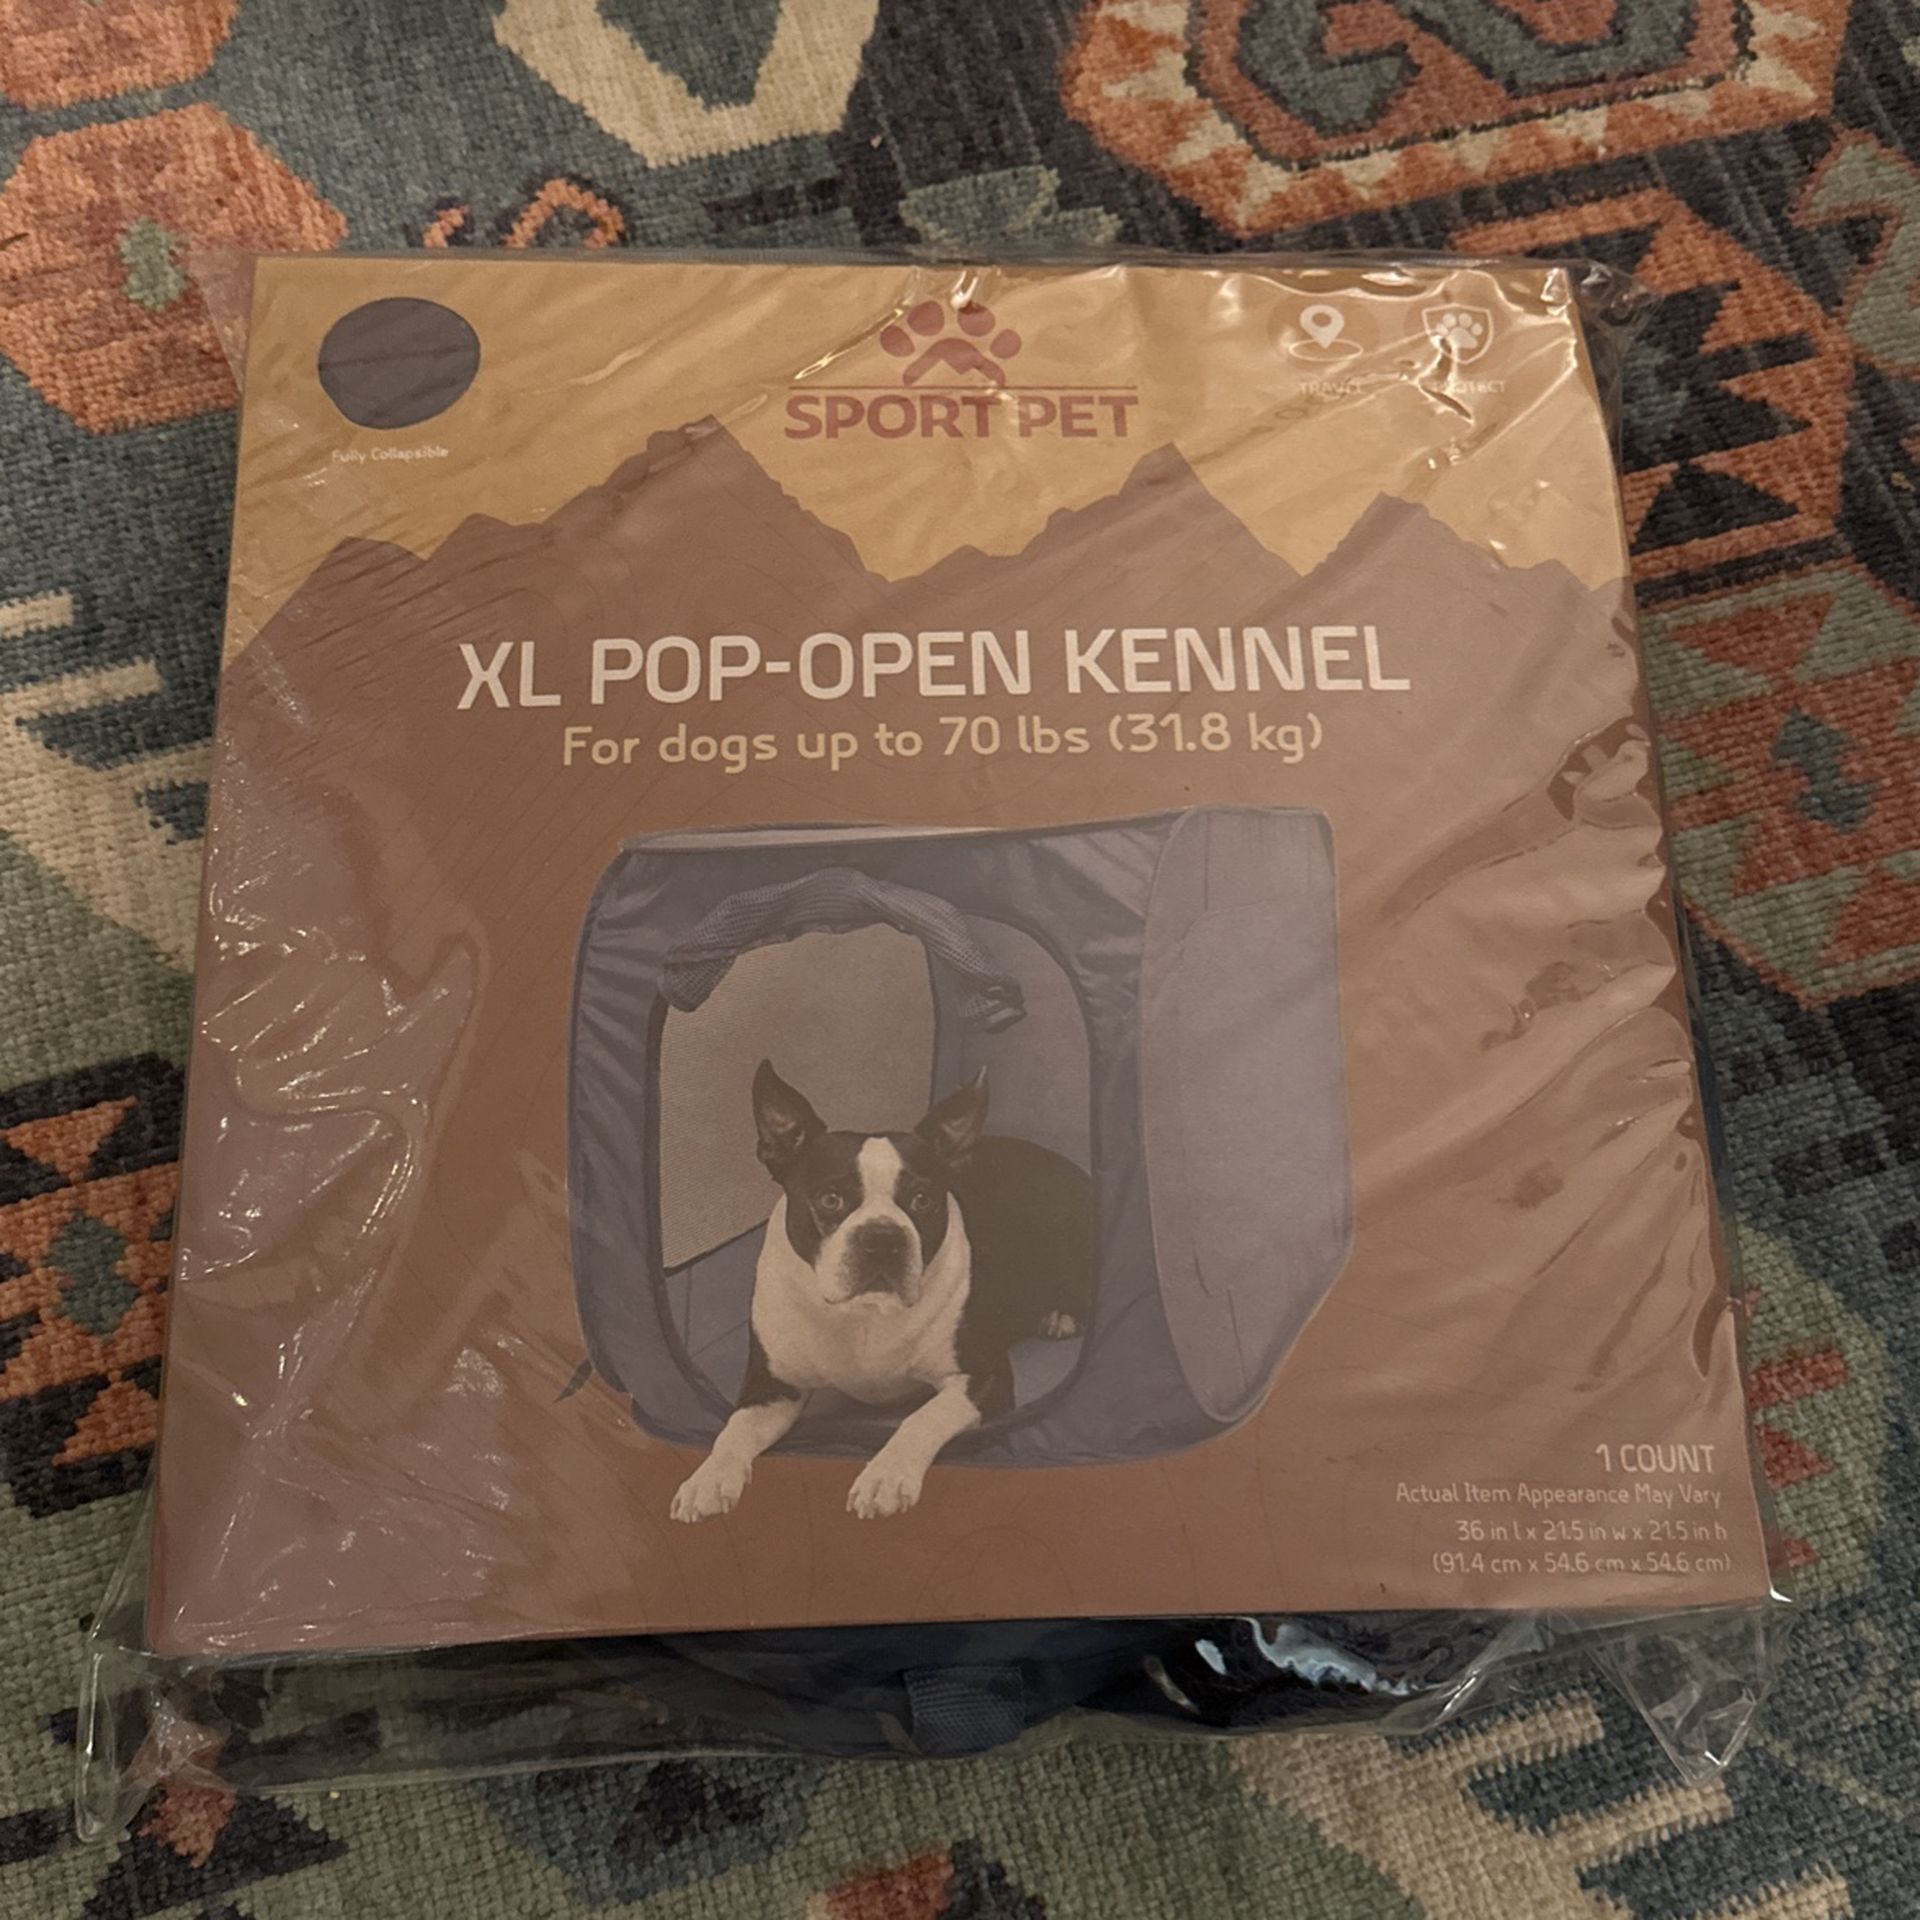 SPORT PET
TRAVEL
PROTECT
Fully Collapsible
XL POP-OPEN KENNEL
For dogs up to 70 lbs (31.8 kg)
1 COUNT
Actual Item Appearance May Vary
36 in l x 21.5 in w x 21.5 in h
(91.4 cm x 54.6 cm x 54.6 cm)